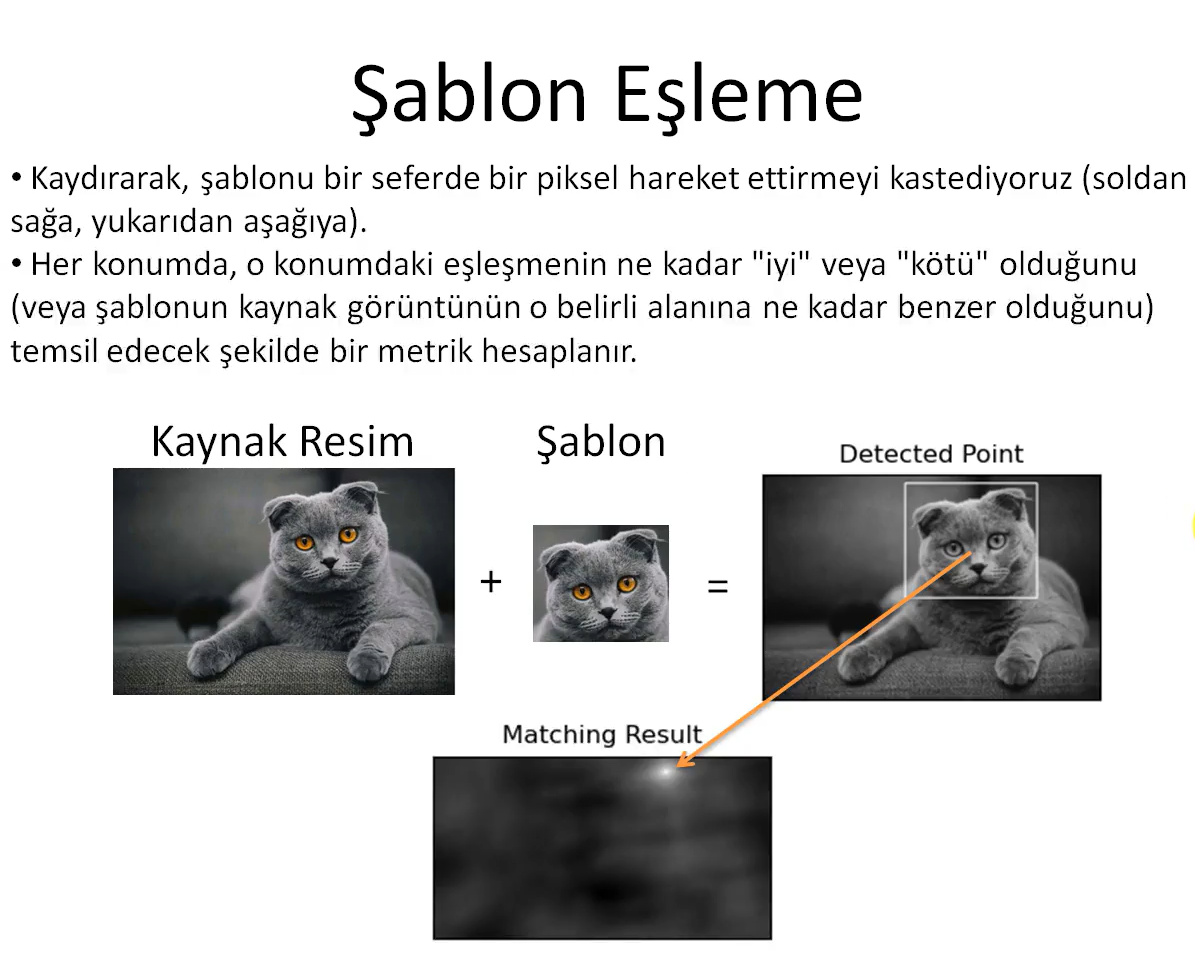 Şablon Eşleme
• Kaydırarak, şablonu bir seferde bir piksel hareket ettirmeyi kastediyoruz (soldan
sağa, yukarıdan aşağıya).
• Her konumda, o konumdaki eşleşmenin ne kadar "iyi" veya "kötü" olduğunu
(veya şablonun kaynak görüntünün o belirli alanına ne kadar benzer olduğunu)
temsil edecek şekilde bir metrik hesaplanır.
Kaynak Resim
Şablon
Detected Point
+
=
Matching Result